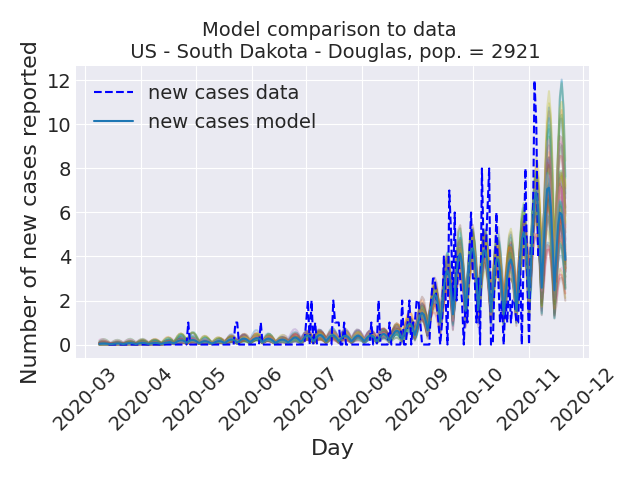 Model comparison to data
US - South Dakota - Douglas, pop. = 2921
Number of new cases reported
12
10
8
6
4
2
0
new cases data
new cases model
2020-03
2020-04
2020-05
2020-06
2020-07
2020-08
2020-09
2020-10
2020-11
2020-12
Day